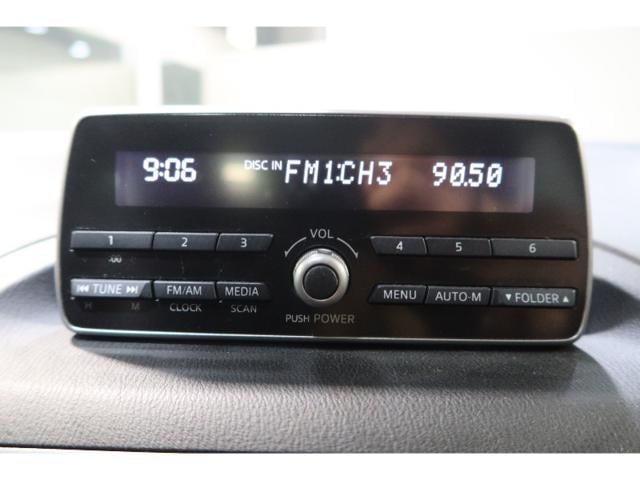 9:06 DISC IN FM1:CH3 90.50
1 2 3 VOL 4 5 6
:00
⏮ TUNE ⏭ FM/AM MEDIA MENU AUTO-M ▼ FOLDER ▲
H M CLOCK SCAN
PUSH POWER